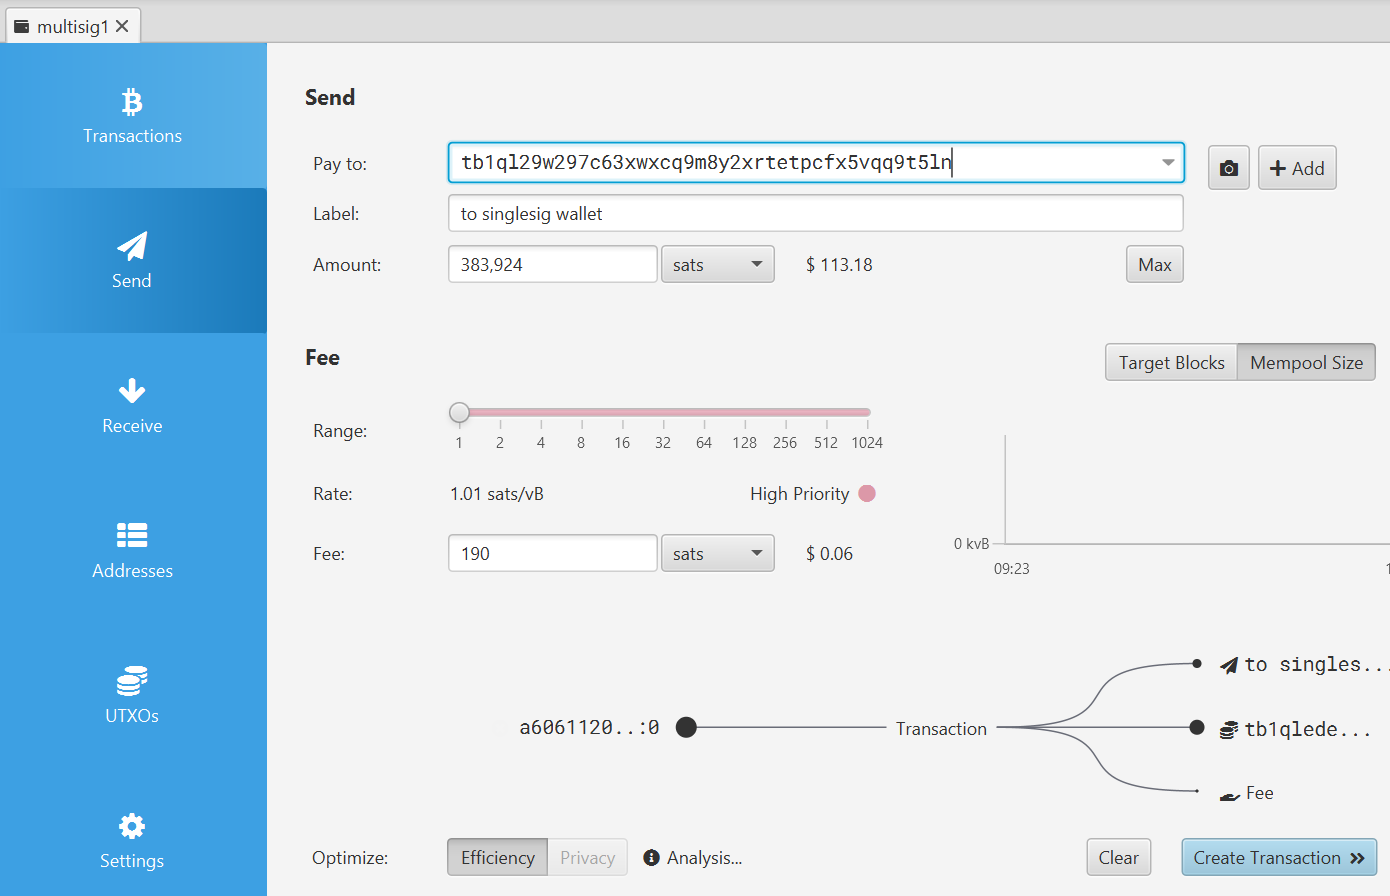 multisig1
Transactions
Send
Receive
Addresses
UTXOs
Settings
Send
Pay to: tb1ql29w297c63xwxcq9m8y2xrtetpcfx5vqq9t5ln Add
Label: to singlesig wallet
Amount: 383,924 sats $ 113.18 Max
Fee Target Blocks Mempool Size
Range:
1 2 4 8 16 32 64 128 256 512 1024
Rate: 1.01 sats/vB High Priority
Fee: 190 sats $ 0.06
0 kvB
09:23
to singles...
a6061120..:0 Transaction tb1qlede...
Fee
Optimize: Efficiency Privacy Analysis... Clear Create Transaction